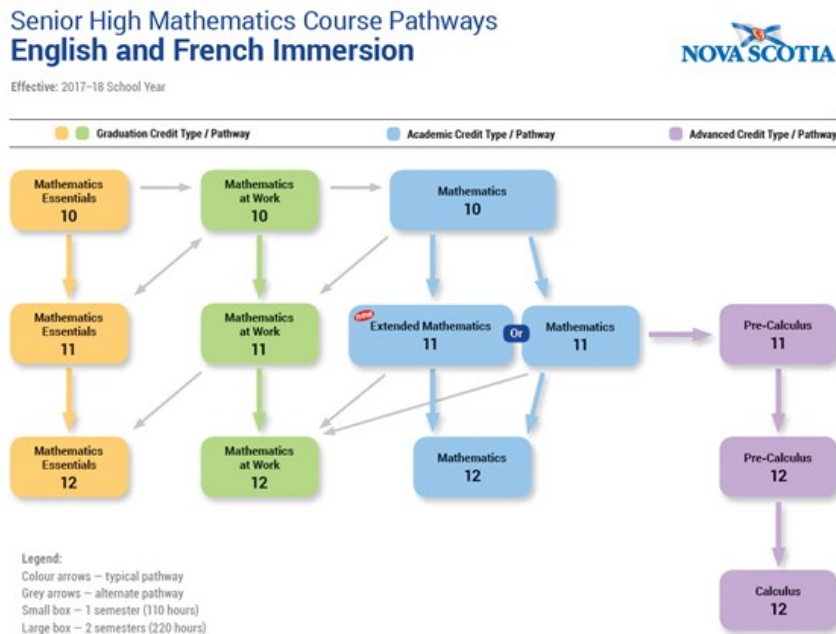 Senior High Mathematics Course Pathways
English and French Immersion
NOVA SCOTIA
Effective: 2017–18 School Year
Graduation Credit Type / Pathway
Academic Credit Type / Pathway
Advanced Credit Type / Pathway
Mathematics
Essentials
10
Mathematics
at Work
10
Mathematics
10
Mathematics
Essentials
11
Mathematics
at Work
11
new
Extended Mathematics
11
Or
Mathematics
11
Pre-Calculus
11
Mathematics
Essentials
12
Mathematics
at Work
12
Mathematics
12
Pre-Calculus
12
Calculus
12
Legend:
Colour arrows — typical pathway
Grey arrows — alternate pathway
Small box — 1 semester (110 hours)
Large box — 2 semesters (220 hours)